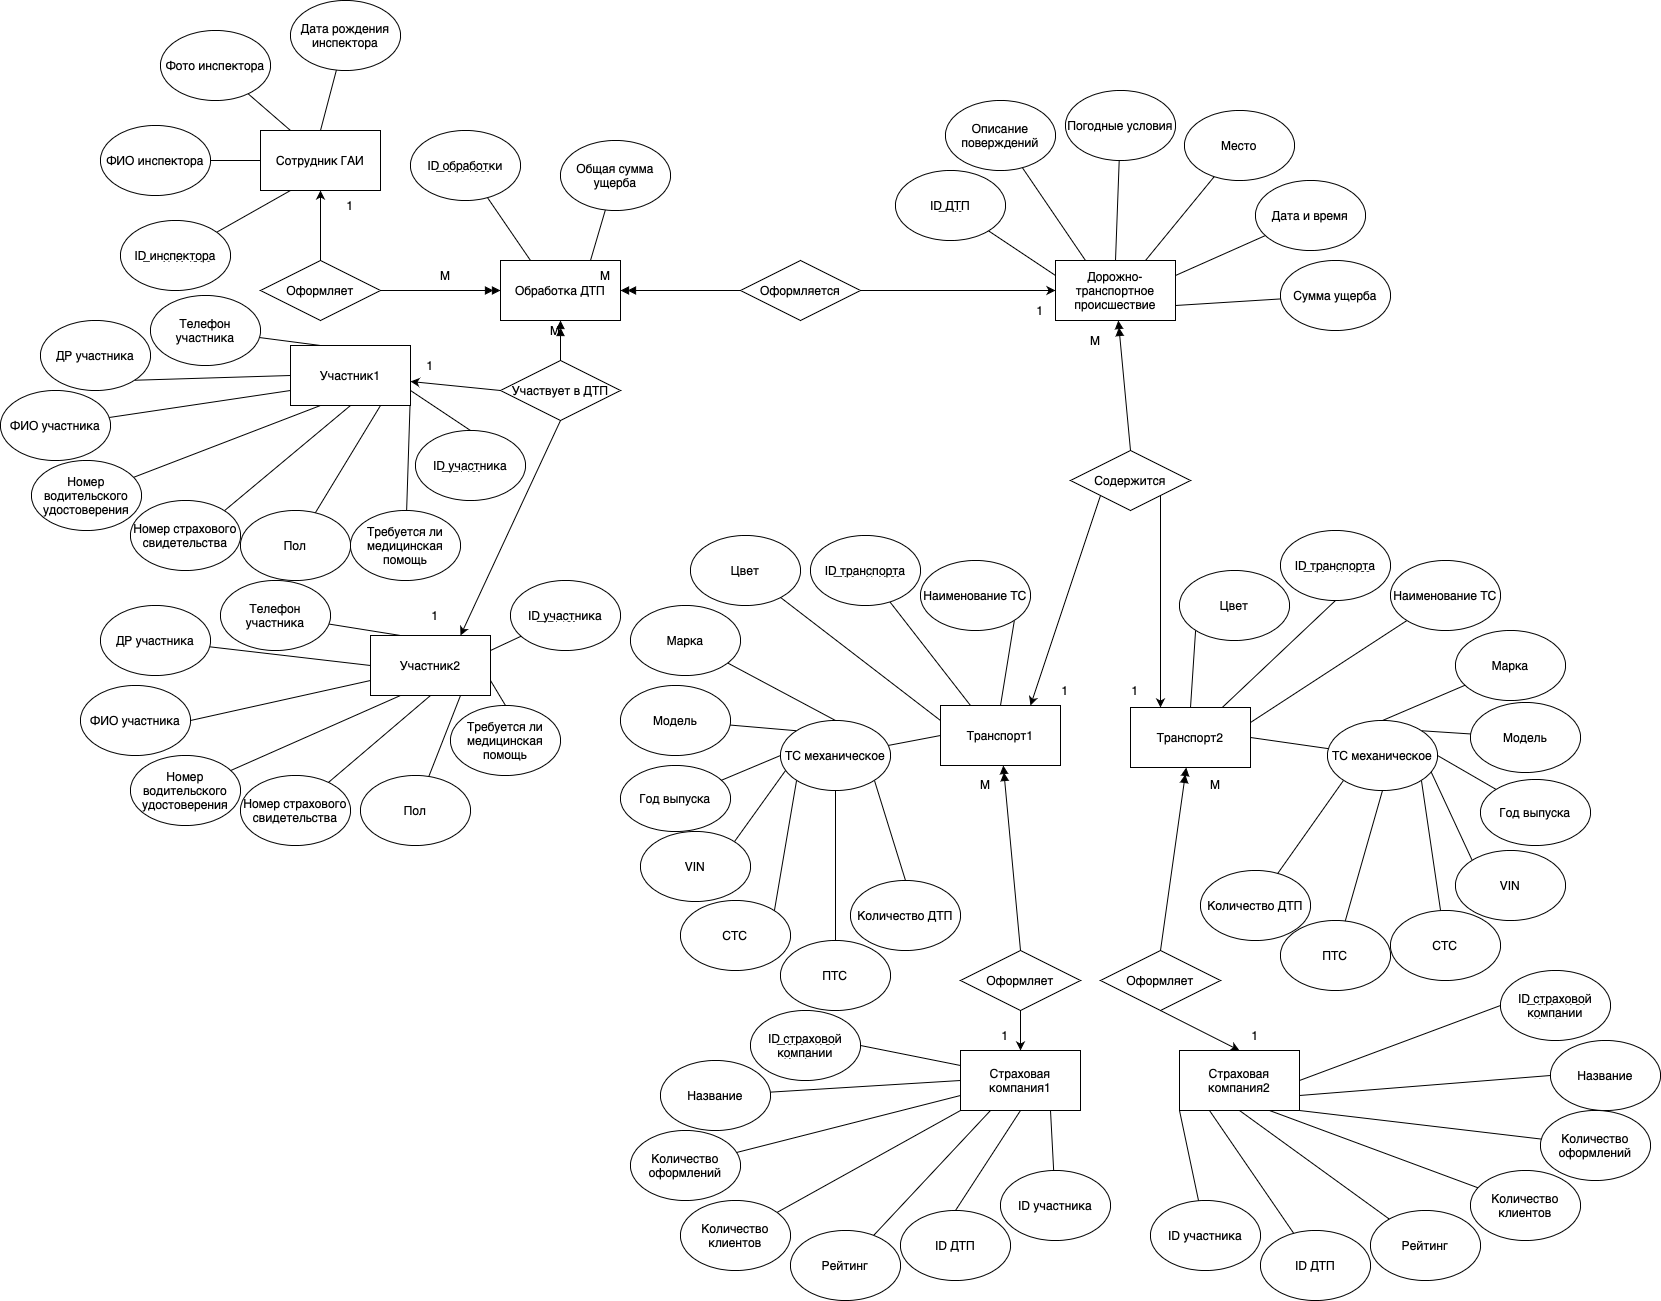 Дата рождения
инспектора
Фото инспектора
ФИО инспектора
Сотрудник ГАИ
ID_инспектора
1
Оформляет
M
ID_обработки
Общая сумма
ущерба
Обработка ДТП
M
M
Оформляется
1
Описание
поверждений
Погодные условия
Место
ID_ДТП
Дата и время
Дорожно-
транспортное
происшествие
Сумма ущерба
M
Телефон
участника
ДР участника
Участник1
1
Участвует в ДТП
ФИО участника
ID_участника
Номер
водительского
удостоверения
Номер страхового
свидетельства
Пол
Требуется ли
медицинская
помощь
Содержится
Телефон
участника
1
ID_участника
ДР участника
Участник2
ФИО участника
Требуется ли
медицинская
помощь
Номер
водительского
удостоверения
Номер страхового
свидетельства
Пол
Цвет
ID_транспорта
Наименование ТС
Марка
Модель
1
Транспорт1
ТС механическое
Год выпуска
M
VIN
СТС
ПТС
Количество ДТП
ID_транспорта
Цвет
Наименование ТС
Марка
1
Транспорт2
Модель
ТС механическое
M
Год выпуска
VIN
Количество ДТП
ПТС
СТС
Оформляет
Оформляет
1
ID_страховой
компании
Страховая
компания1
Название
Количество
оформлений
Количество
клиентов
Рейтинг
ID ДТП
ID участника
1
ID_страховой
компании
Страховая
компания2
Название
Количество
оформлений
Количество
клиентов
ID участника
ID ДТП
Рейтинг